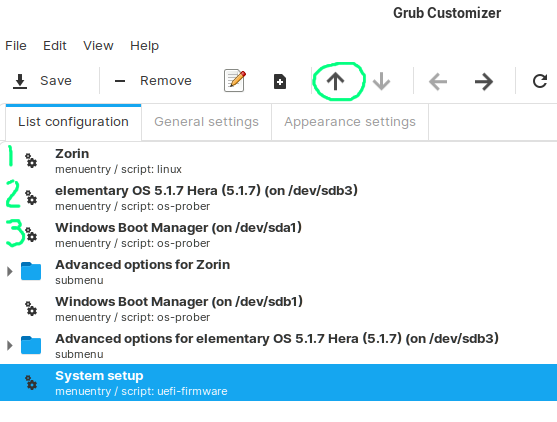 Grub Customizer
File Edit View Help
Save Remove
List configuration General settings Appearance settings
1 Zorin
menuentry / script: linux
2 elementary OS 5.1.7 Hera (5.1.7) (on /dev/sdb3)
menuentry / script: os-prober
3 Windows Boot Manager (on /dev/sda1)
menuentry / script: os-prober
Advanced options for Zorin
submenu
Windows Boot Manager (on /dev/sdb1)
menuentry / script: os-prober
Advanced options for elementary OS 5.1.7 Hera (5.1.7) (on /dev/sdb3)
submenu
System setup
menuentry / script: uefi-firmware